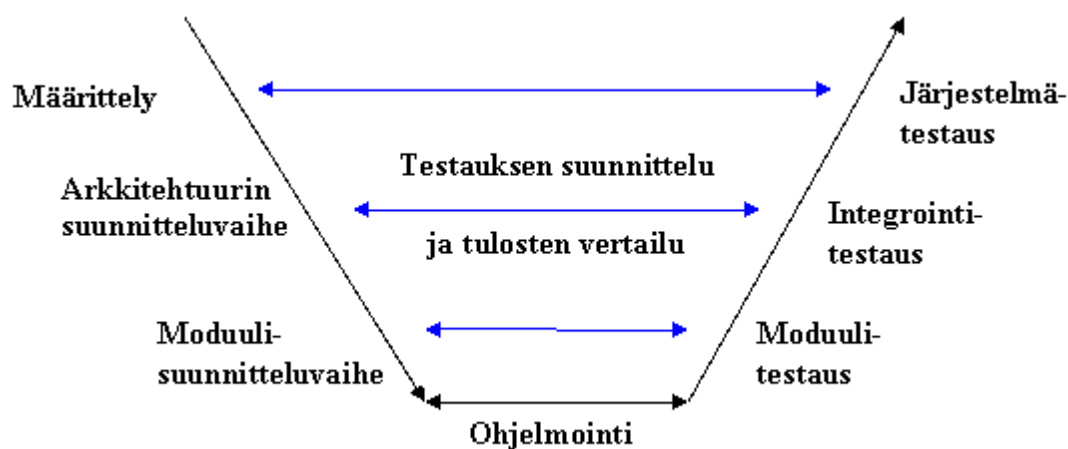 Määrittely
Järjestelmä-
testaus
Testauksen suunnittelu
Arkkitehtuurin
suunnitteluvaihe
Integrointi-
testaus
ja tulosten vertailu
Moduuli-
suunnitteluvaihe
Moduuli-
testaus
Ohjelmointi